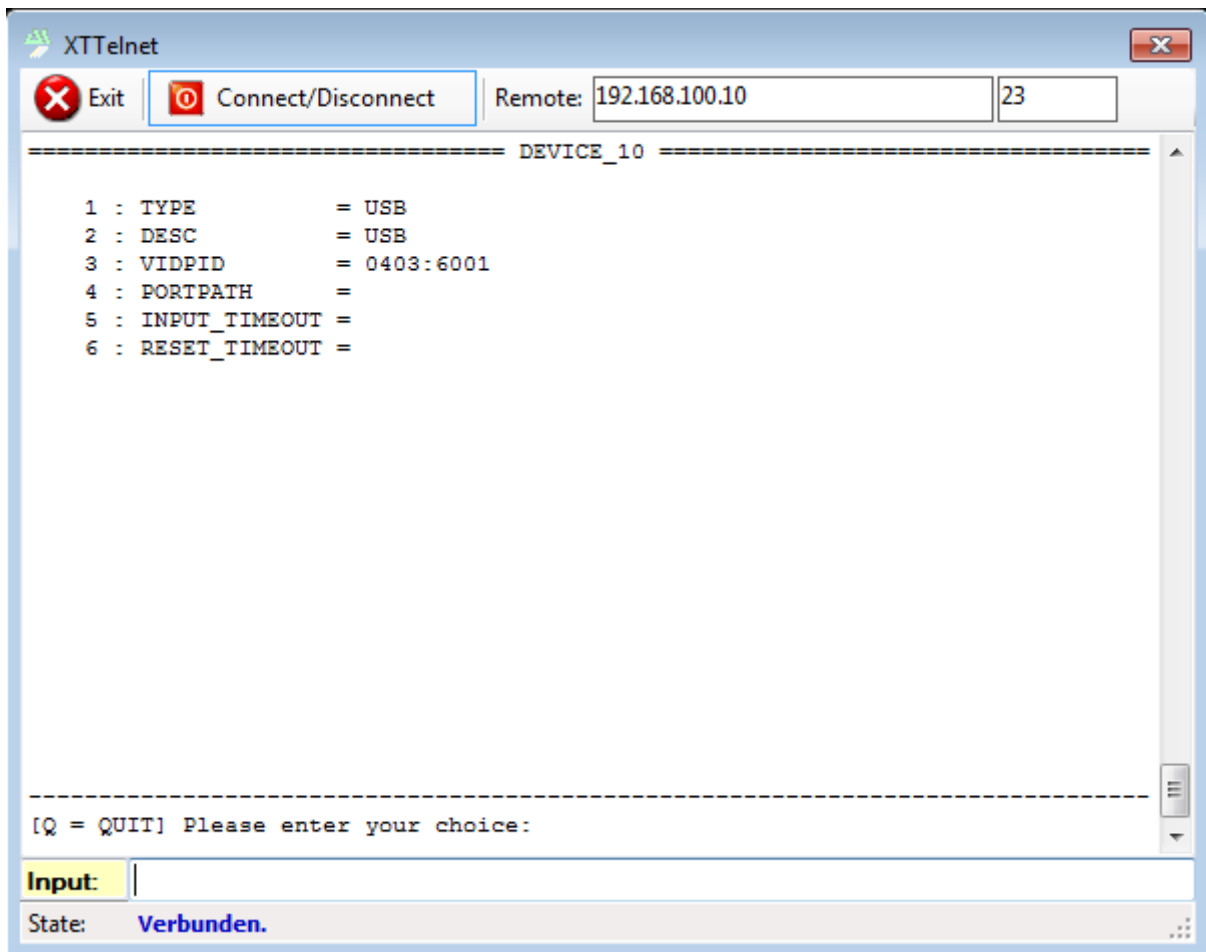 XTTelnet
Exit Connect/Disconnect Remote: 192.168.100.10 23
================================== DEVICE_10 ===================================
1 : TYPE = USB
2 : DESC = USB
3 : VIDPID = 0403:6001
4 : PORTPATH =
5 : INPUT_TIMEOUT =
6 : RESET_TIMEOUT =
--------------------------------------------------------------------------------
[Q = QUIT] Please enter your choice:
Input:
State: Verbunden.